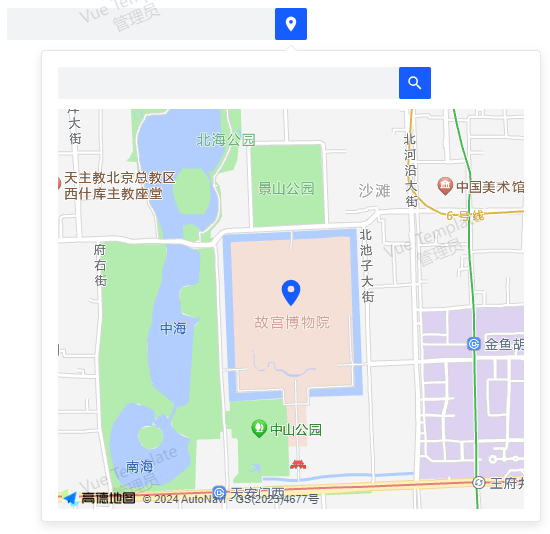 Vue Template
管理员
北海公园
库大街
北河沿大街
天主教北京总教区
西什库主教座堂
景山公园
沙滩
中国美术馆
6号线
府右街
北池子大街
Vue Template
管理员
故宫博物院
中海
金鱼胡
中山公园
南海
Vue Template
管理员
天安门西
王府井
高德地图
© 2024 AutoNavi - GS(2023)4677号